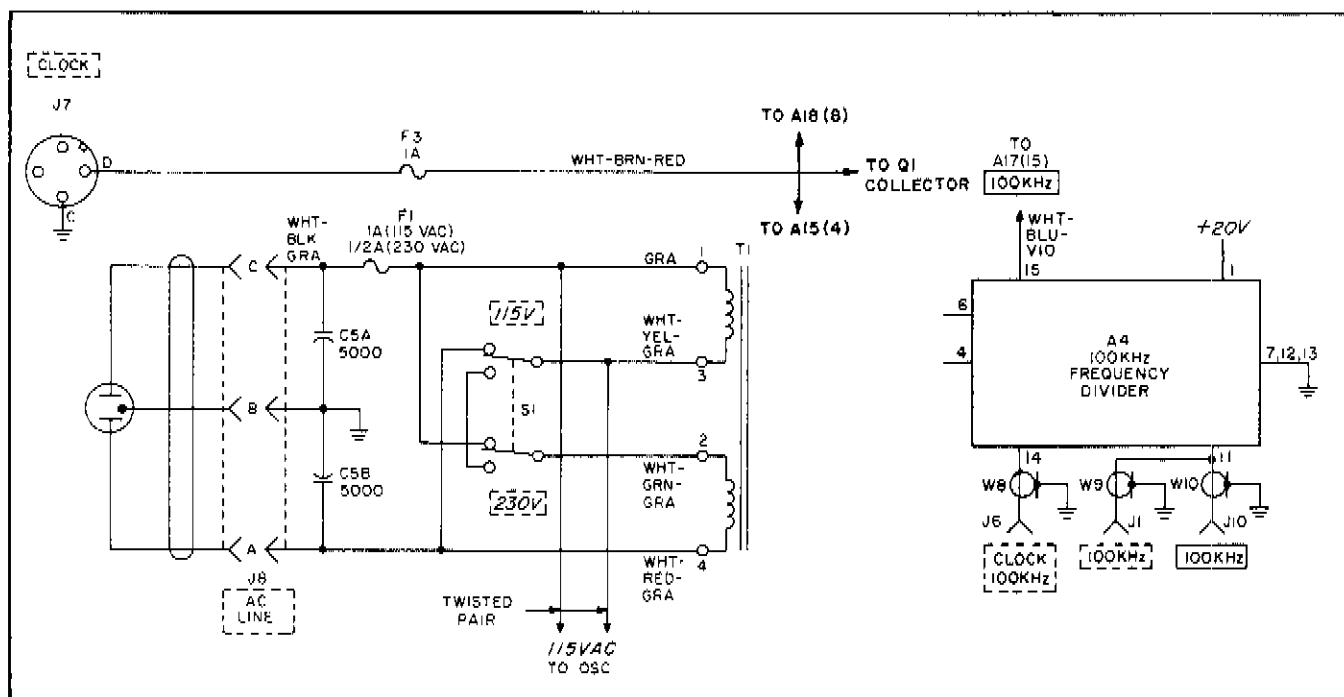 CLOCK
J7
D
C
F3
1A
WHT-BRN-RED
TO A18(8)
TO Q1
COLLECTOR
TO A15(4)
TO
A17(15)
100KHz
WHT-
BLU-
VIO
+20V
15
1
6
4
A4
100KHz
FREQUENCY
DIVIDER
7,12,13
14
11
W8
W9
W10
J6
J1
J10
CLOCK
100KHz
100KHz
100KHz
WHT-
BLK
GRA
F1
1A(115 VAC)
1/2A(230 VAC)
C
B
A
C5A
5000
C5B
5000
J8
AC
LINE
115V
S1
230V
GRA
1
T1
WHT-
YEL-
GRA
3
2
WHT-
GRN-
GRA
4
WHT-
RED-
GRA
TWISTED
PAIR
115VAC
TO OSC